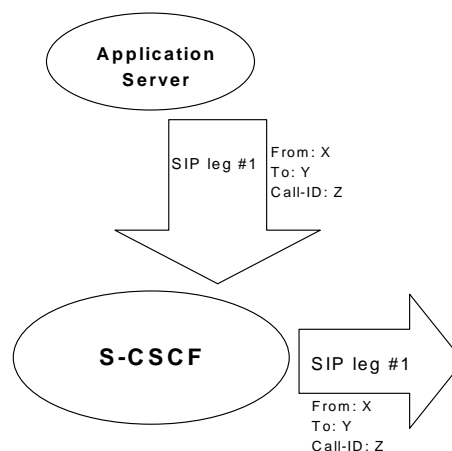 Application
Server
SIP leg #1
From: X
To: Y
Call-ID: Z
S-CSCF
SIP leg #1
From: X
To: Y
Call-ID: Z